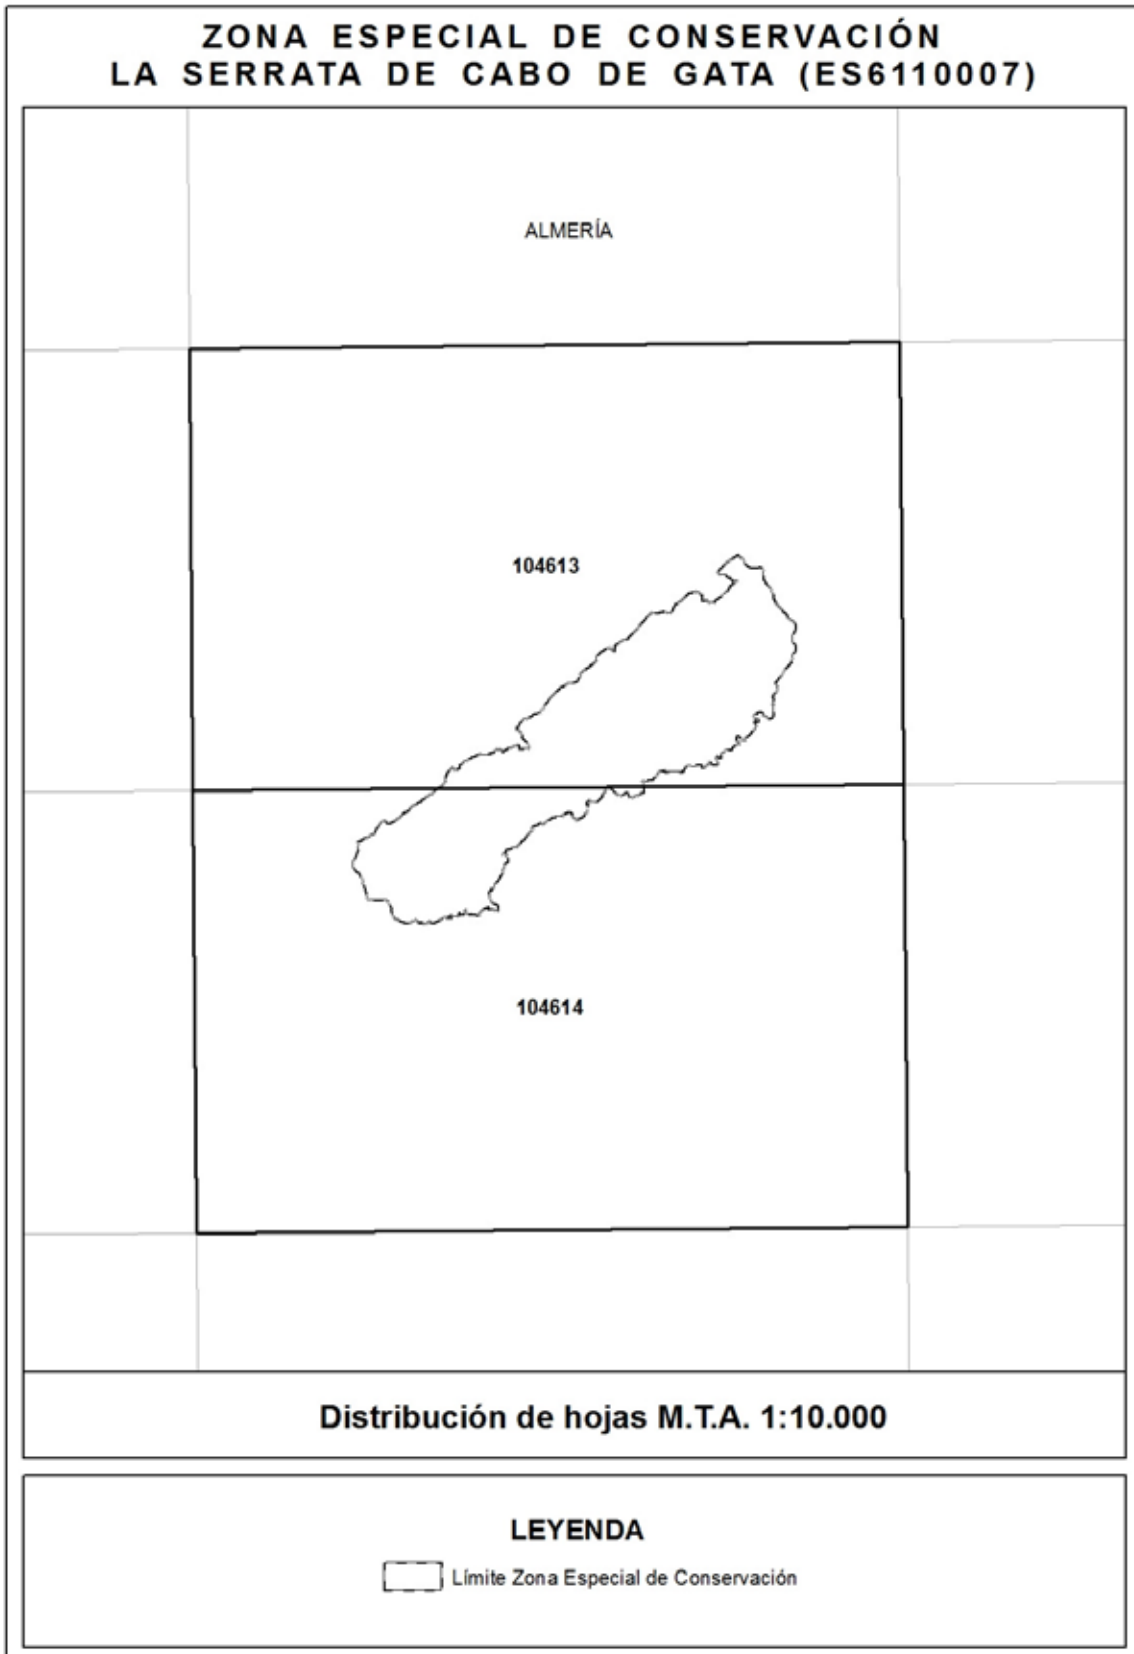 ZONA ESPECIAL DE CONSERVACIÓN
LA SERRATA DE CABO DE GATA (ES6110007)
ALMERÍA
104613
104614
Distribución de hojas M.T.A. 1:10.000
LEYENDA
Límite Zona Especial de Conservación